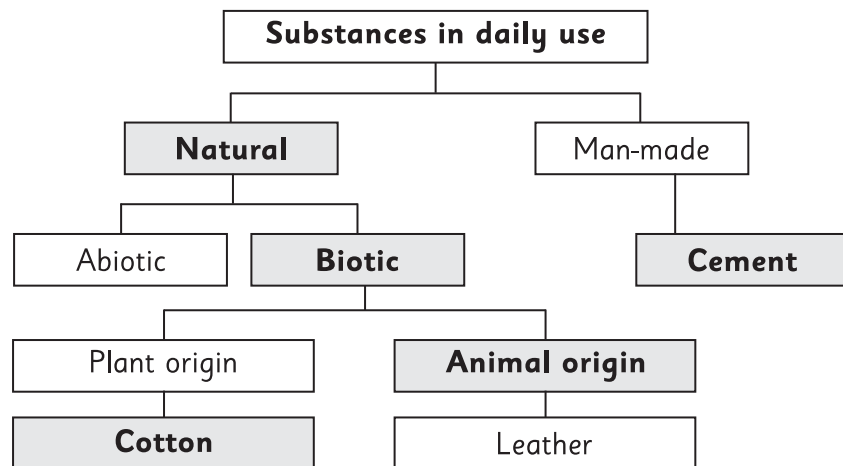 Substances in daily use
Natural
Man-made
Abiotic
Biotic
Cement
Plant origin
Animal origin
Cotton
Leather